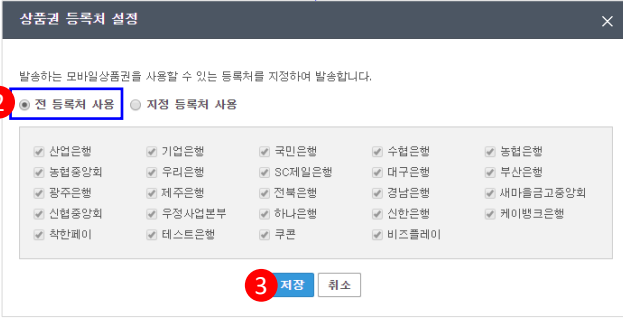 상품권 등록처 설정 ×
발송하는 모바일상품권을 사용할 수 있는 등록처를 지정하여 발송합니다.
2 전 등록처 사용 지정 등록처 사용
산업은행 기업은행 국민은행 수협은행 농협은행
농협중앙회 우리은행 SC제일은행 대구은행 부산은행
광주은행 제주은행 전북은행 경남은행 새마을금고중앙회
신협중앙회 우정사업본부 하나은행 신한은행 케이뱅크은행
착한페이 테스트은행 쿠콘 비즈플레이
3 저장 취소